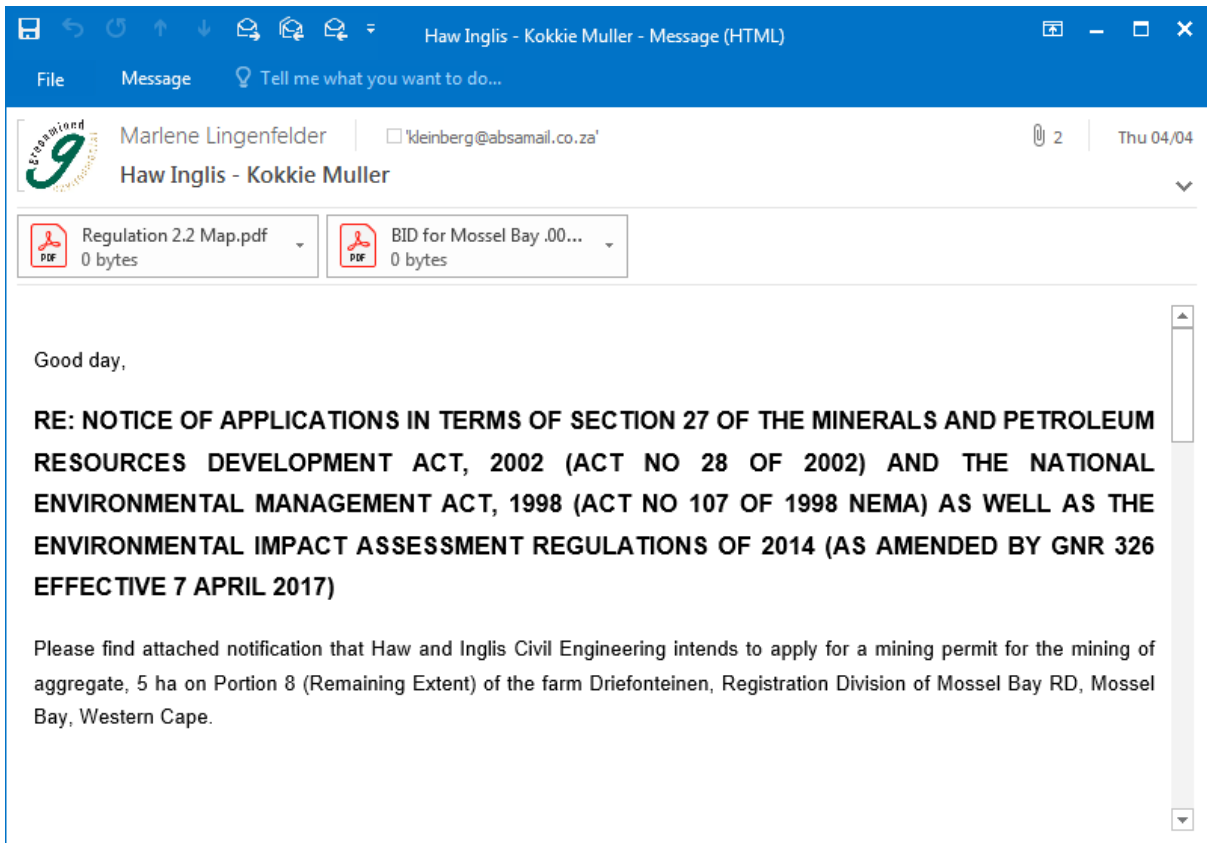 Haw Inglis - Kokkie Muller - Message (HTML)
File Message Tell me what you want to do...
Marlene Lingenfelder 'kleinberg@absamail.co.za' 2 Thu 04/04
Haw Inglis - Kokkie Muller
Regulation 2.2 Map.pdf
0 bytes
BID for Mossel Bay .00...
0 bytes
PDF
PDF
Good day,
RE: NOTICE OF APPLICATIONS IN TERMS OF SECTION 27 OF THE MINERALS AND PETROLEUM
RESOURCES DEVELOPMENT ACT, 2002 (ACT NO 28 OF 2002) AND THE NATIONAL
ENVIRONMENTAL MANAGEMENT ACT, 1998 (ACT NO 107 OF 1998 NEMA) AS WELL AS THE
ENVIRONMENTAL IMPACT ASSESSMENT REGULATIONS OF 2014 (AS AMENDED BY GNR 326
EFFECTIVE 7 APRIL 2017)
Please find attached notification that Haw and Inglis Civil Engineering intends to apply for a mining permit for the mining of
aggregate, 5 ha on Portion 8 (Remaining Extent) of the farm Driefonteinen, Registration Division of Mossel Bay RD, Mossel
Bay, Western Cape.